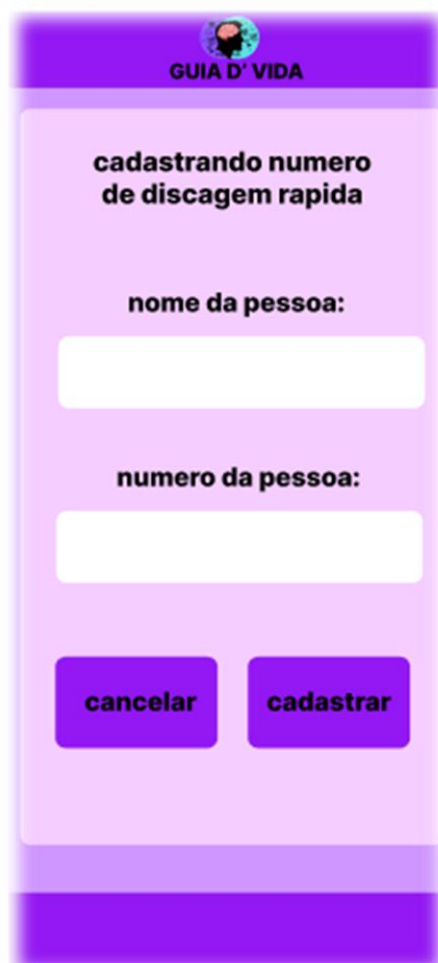 GUIA D' VIDA
cadastrando numero
de discagem rapida
nome da pessoa:
numero da pessoa:
cancelar
cadastrar